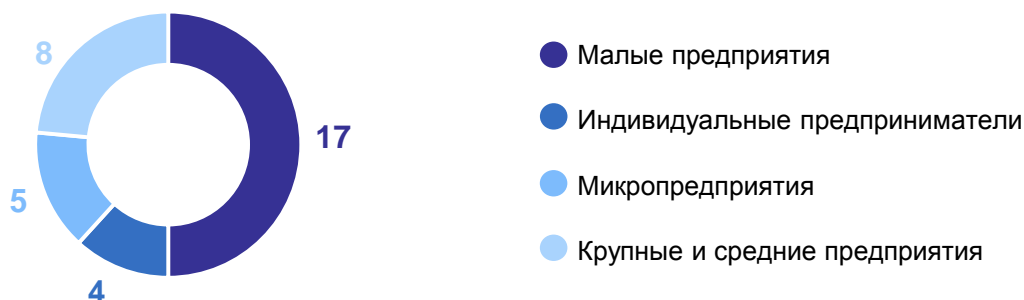 8
17
5
4
Малые предприятия
Индивидуальные предприниматели
Микропредприятия
Крупные и средние предприятия